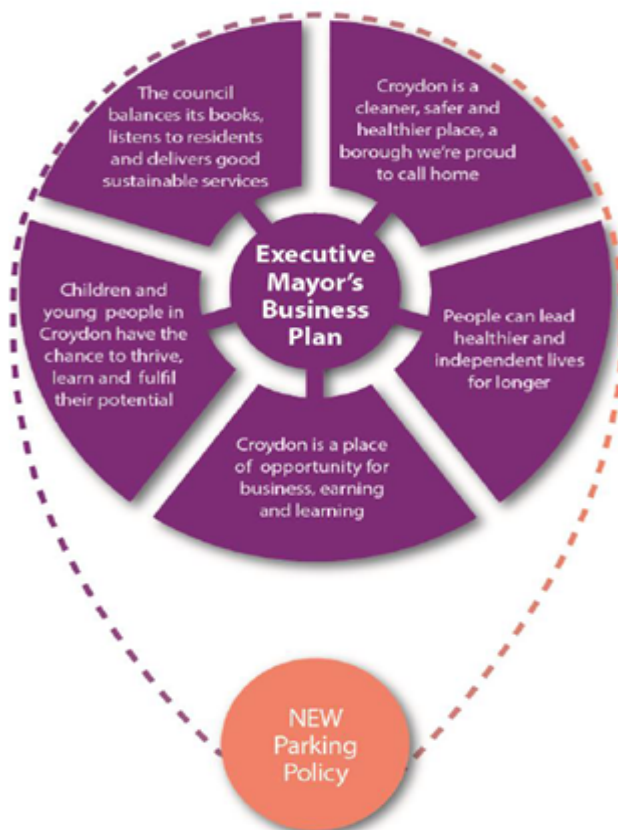 The council
balances its books,
listens to residents
and delivers good
sustainable services
Croydon is a
cleaner, safer and
healthier place, a
borough we're proud
to call home
Executive
Mayor's
Business
Plan
Children and
young people in
Croydon have the
chance to thrive,
learn and fulfil
their potential
People can lead
healthier and
independent lives
for longer
Croydon is a place
of opportunity for
business, earning
and learning
NEW
Parking
Policy